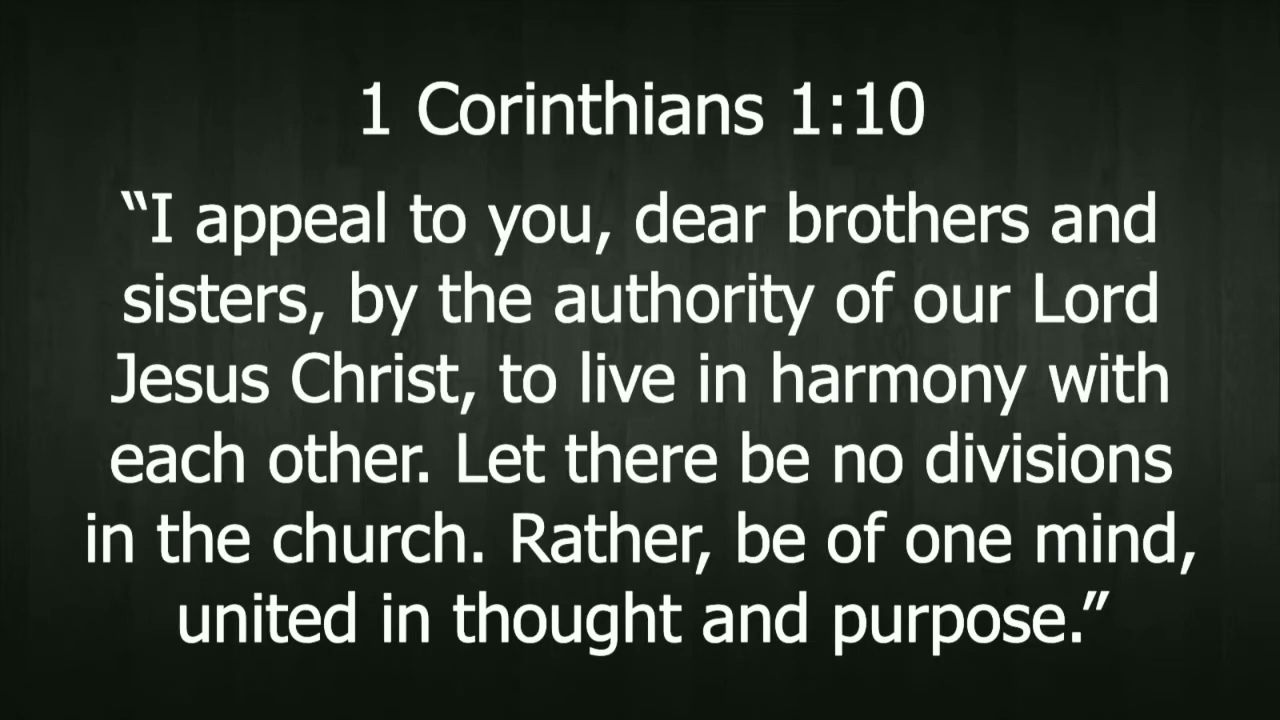 1 Corinthians 1:10
“I appeal to you, dear brothers and
sisters, by the authority of our Lord
Jesus Christ, to live in harmony with
each other. Let there be no divisions
in the church. Rather, be of one mind,
united in thought and purpose.”